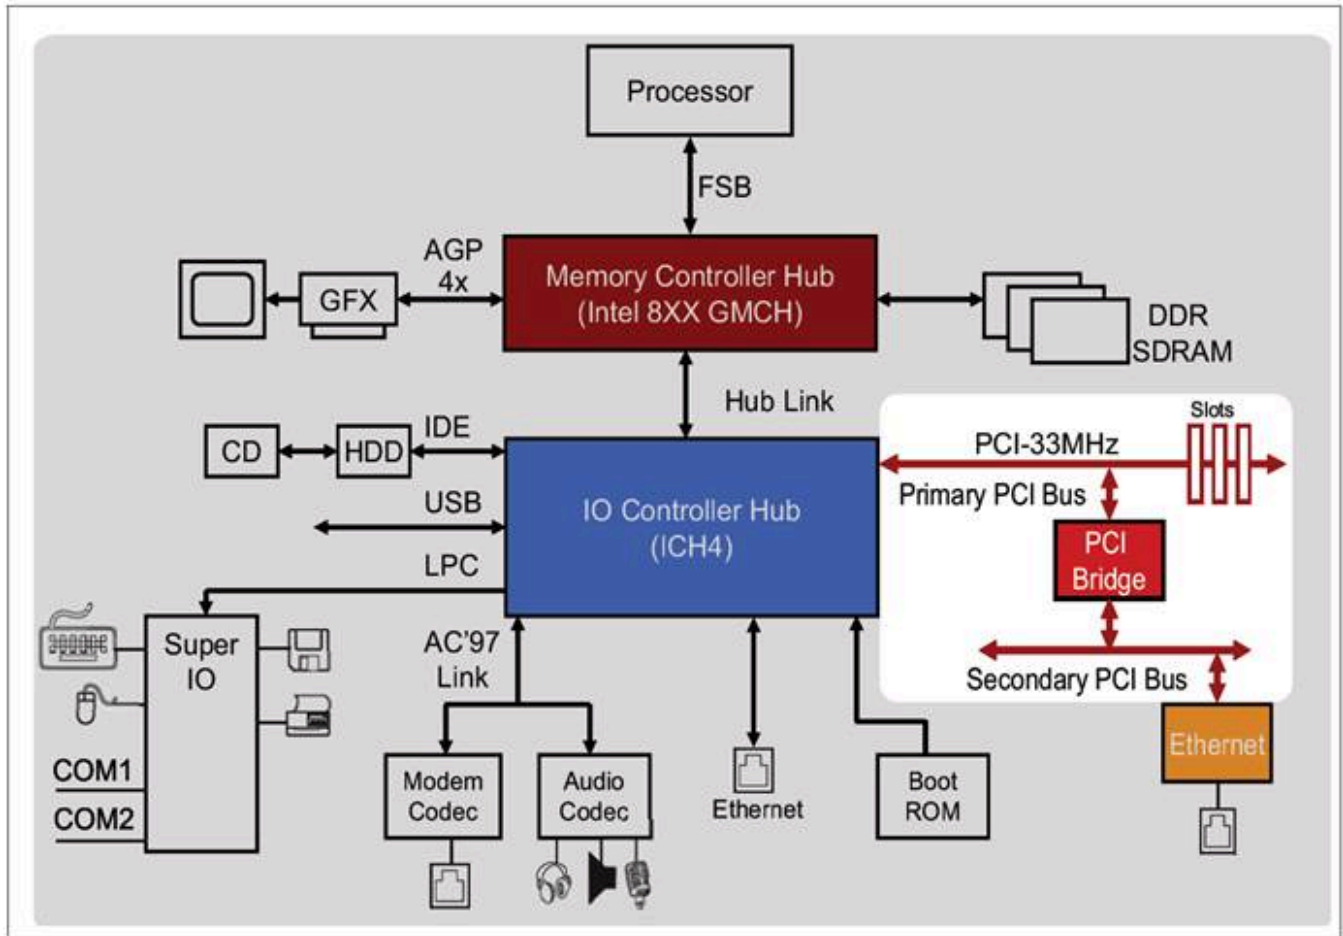 Processor
FSB
AGP
4x
Memory Controller Hub
(Intel 8XX GMCH)
GFX
DDR
SDRAM
Hub Link
Slots
CD
HDD
IDE
PCI-33MHz
Primary PCI Bus
USB
IO Controller Hub
(ICH4)
PCI
Bridge
LPC
Super
IO
AC'97
Link
Secondary PCI Bus
COM1
COM2
Modem
Codec
Audio
Codec
Ethernet
Boot
ROM
Ethernet